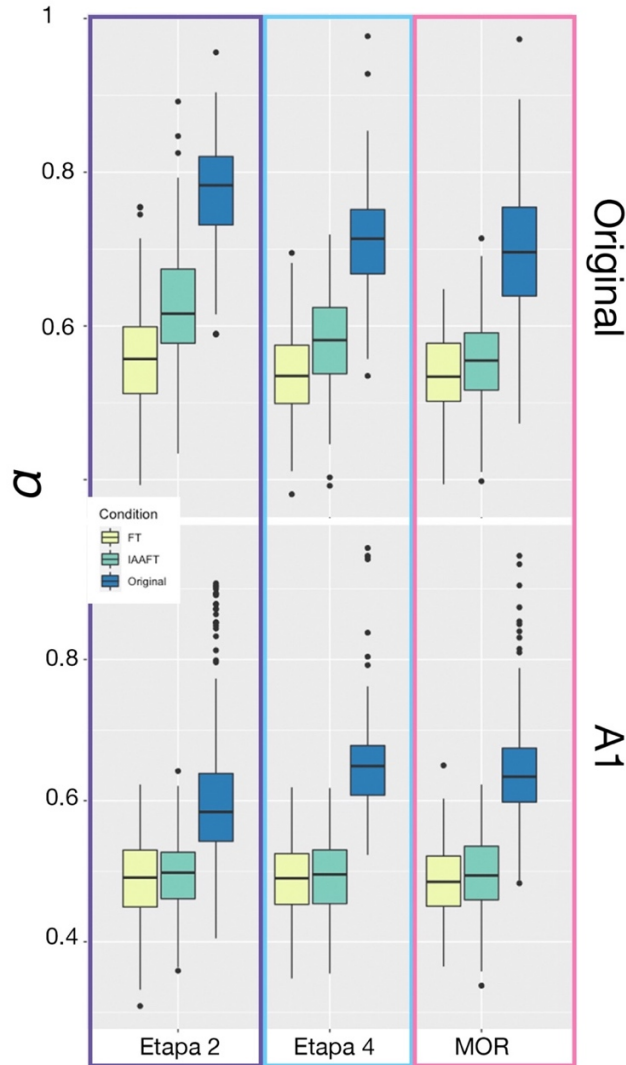 1
0.8
0.6
Original
α
Condition
FT
IAAFT
Original
0.8
0.6
0.4
A1
Etapa 2
Etapa 4
MOR